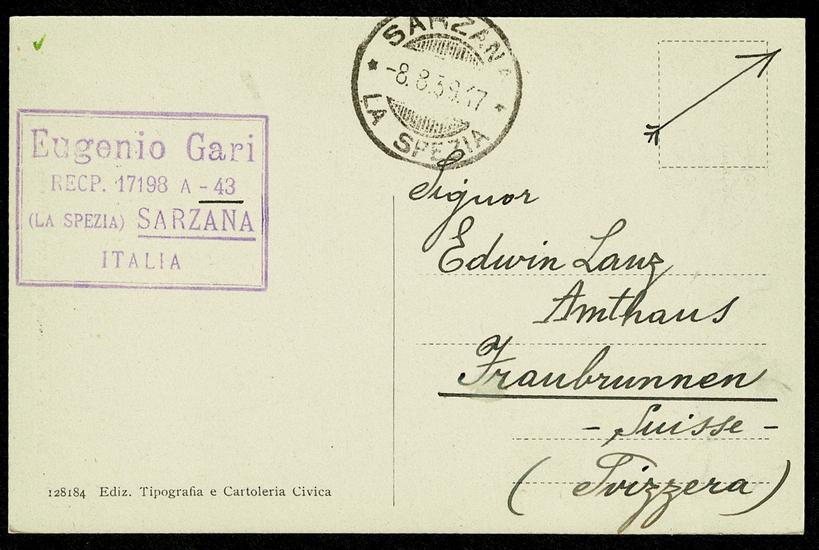 SARZANA
-8.8.59.17
LA SPEZIA
Eugenio Gari
RECP. 17198 A - 43
(LA SPEZIA) SARZANA
ITALIA
Signor
Edwin Lanz
Amthaus
Fraubrunnen
- Suisse -
(Svizzera)
128184 Ediz. Tipografia e Cartoleria Civica